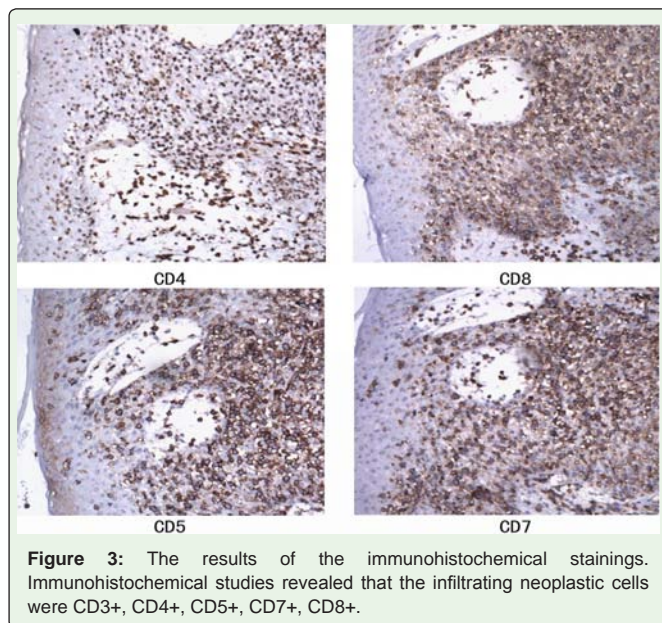 CD4
CD8
CD5
CD7
Figure 3: The results of the immunohistochemical stainings.
Immunohistochemical studies revealed that the infiltrating neoplastic cells
were CD3+, CD4+, CD5+, CD7+, CD8+.